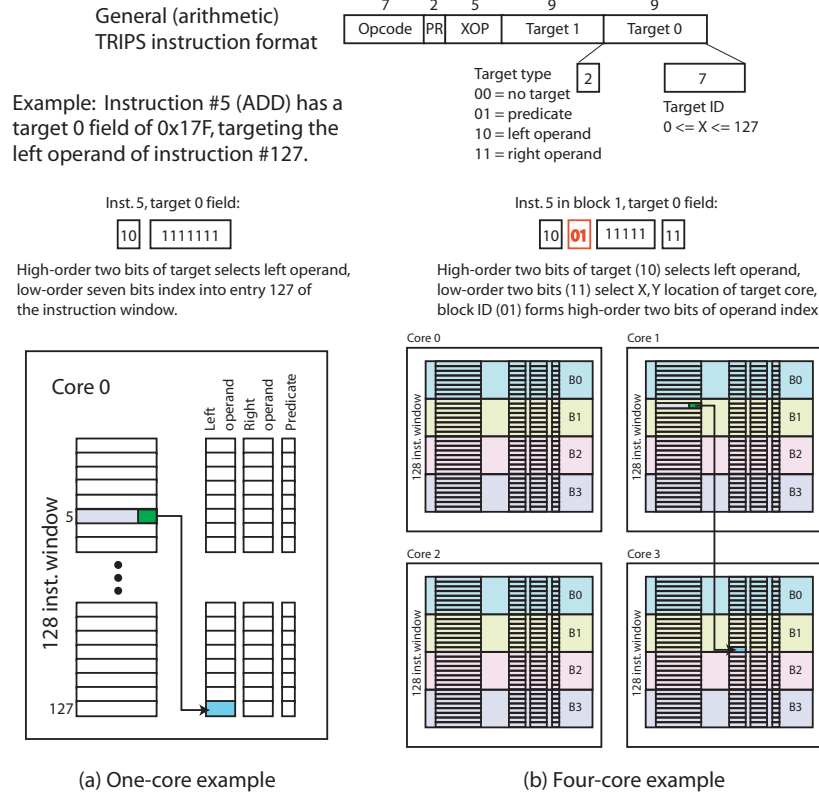 General (arithmetic)
TRIPS instruction format
7 2 5 9 9
Opcode PR XOP Target 1 Target 0
Target type
00 = no target
01 = predicate
10 = left operand
11 = right operand
2
7
Target ID
0 <= X <= 127
Example: Instruction #5 (ADD) has a
target 0 field of 0x17F, targeting the
left operand of instruction #127.
Inst. 5, target 0 field:
10 1111111
High-order two bits of target selects left operand,
low-order seven bits index into entry 127 of
the instruction window.
Inst. 5 in block 1, target 0 field:
10 01 11111 11
High-order two bits of target (10) selects left operand,
low-order two bits (11) select X, Y location of target core,
block ID (01) forms high-order two bits of operand index
Core 0
Left
operand
Right
operand
Predicate
128 inst. window
5
127
Core 0
128 inst. window
B0
B1
B2
B3
Core 1
128 inst. window
B0
B1
B2
B3
Core 2
128 inst. window
B0
B1
B2
B3
Core 3
128 inst. window
B0
B1
B2
B3
(a) One-core example
(b) Four-core example